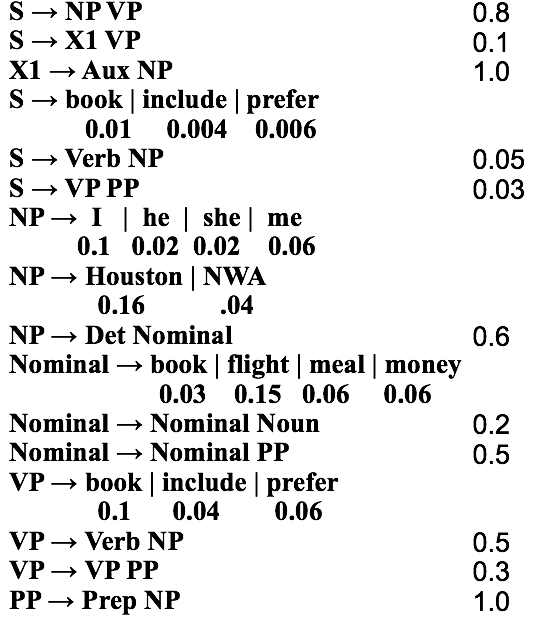 S → NP VP 0.8
S → X1 VP 0.1
X1 → Aux NP 1.0
S → book | include | prefer
0.01 0.004 0.006
S → Verb NP 0.05
S → VP PP 0.03
NP → I | he | she | me
0.1 0.02 0.02 0.06
NP → Houston | NWA
0.16 .04
NP → Det Nominal 0.6
Nominal → book | flight | meal | money
0.03 0.15 0.06 0.06
Nominal → Nominal Noun 0.2
Nominal → Nominal PP 0.5
VP → book | include | prefer
0.1 0.04 0.06
VP → Verb NP 0.5
VP → VP PP 0.3
PP → Prep NP 1.0